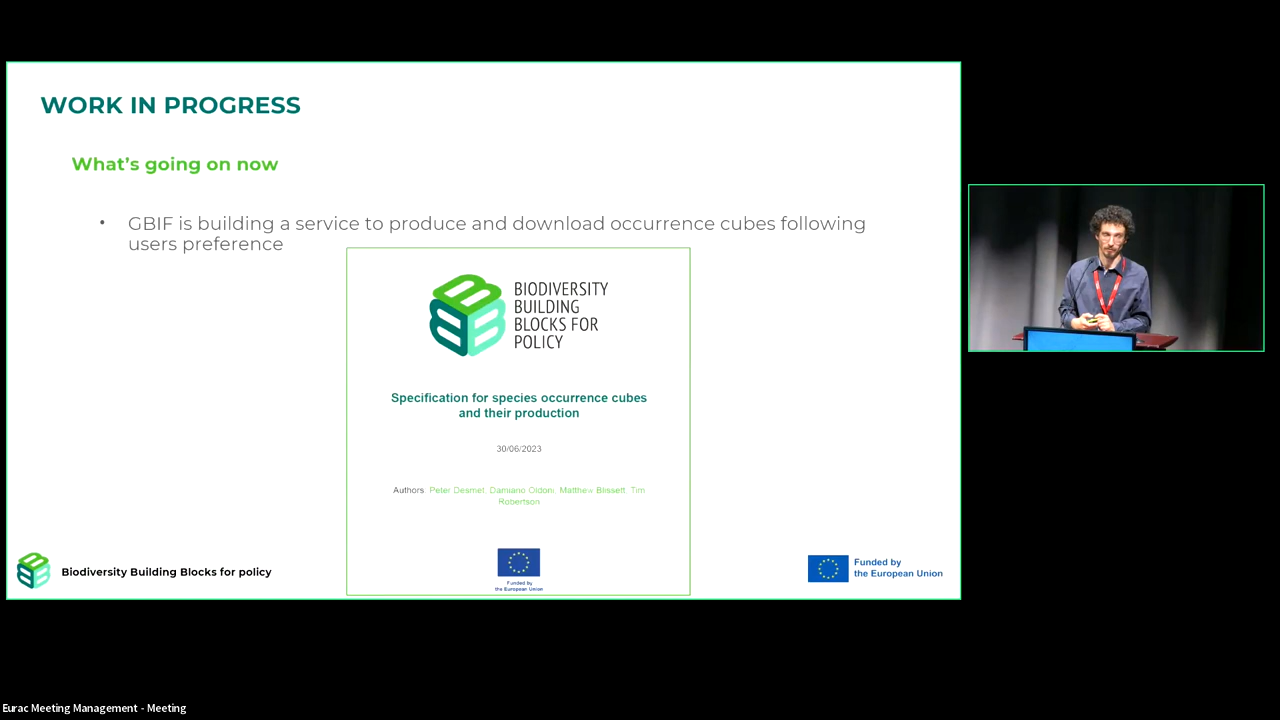 WORK IN PROGRESS
What's going on now
• GBIF is building a service to produce and download occurrence cubes following
users preference
BIODIVERSITY
BUILDING
BLOCKS FOR
POLICY
Specification for species occurrence cubes
and their production
30/06/2023
Authors: Peter Desmet, Damiano Oldoni, Matthew Blissett, Tim
Robertson
Funded by
the European Union
Biodiversity Building Blocks for policy
Funded by
the European Union
Eurac Meeting Management - Meeting